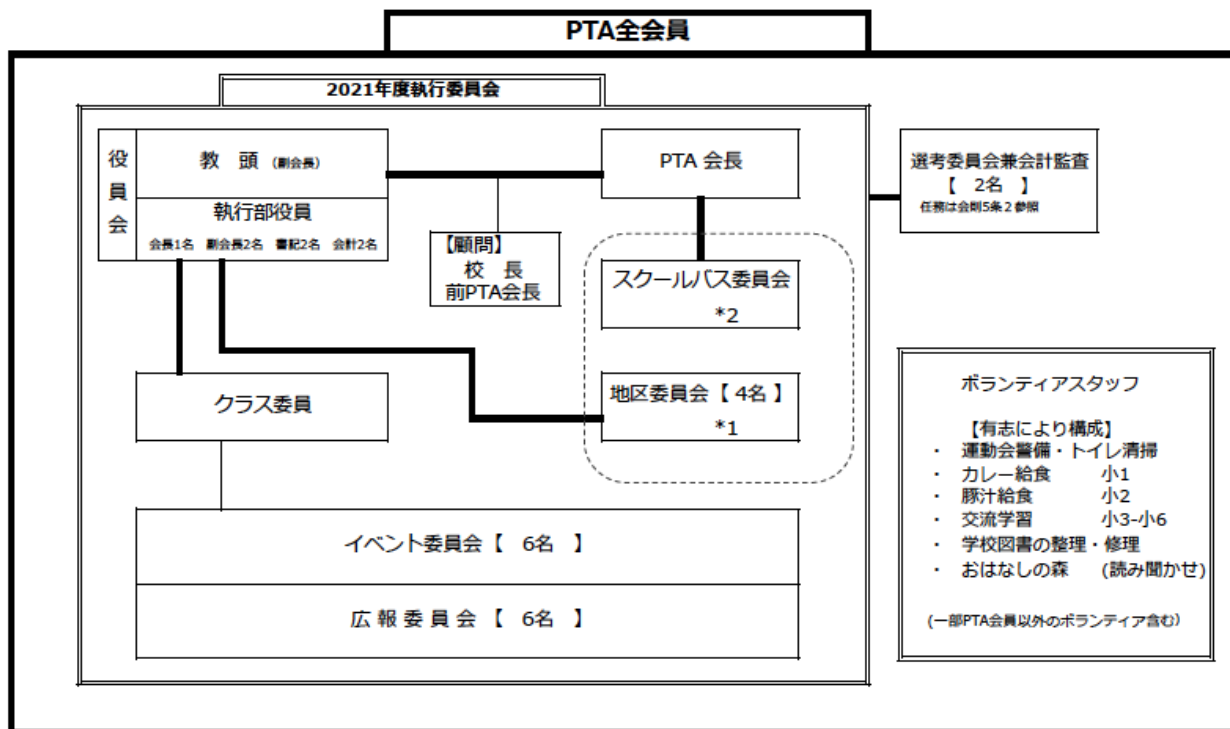 PTA全会員
2021年度執行委員会
役員会
教 頭 (副会長)
執行部役員
会長1名 副会長2名 書記2名 会計2名
PTA 会長
【顧問】
校 長
前PTA会長
スクールバス委員会
*2
クラス委員
地区委員会【 4名 】
*1
イベント委員会【 6名 】
広 報 委 員 会 【 6名 】
選考委員会兼会計監査
【 2名 】
任務は会則5条2参照
ボランティアスタッフ
【有志により構成】
・ 運動会警備・トイレ清掃
・ カレー給食 小1
・ 豚汁給食 小2
・ 交流学習 小3-小6
・ 学校図書の整理・修理
・ おはなしの森 (読み聞かせ)
(一部PTA会員以外のボランティア含む)